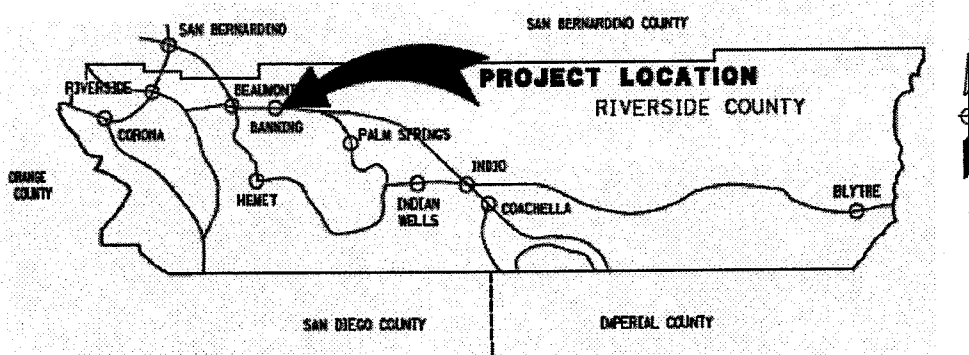 SAN BERNARDINO
SAN BERNARDINO COUNTY
PROJECT LOCATION
RIVERSIDE COUNTY
RIVERSIDE
BEAUMONT
BANNING
CORONA
PALM SPRINGS
ORANGE
COUNTY
HEMET
INDIO
INDIAN
WELLS
COACHELLA
BLYTHE
SAN DIEGO COUNTY
IMPERIAL COUNTY